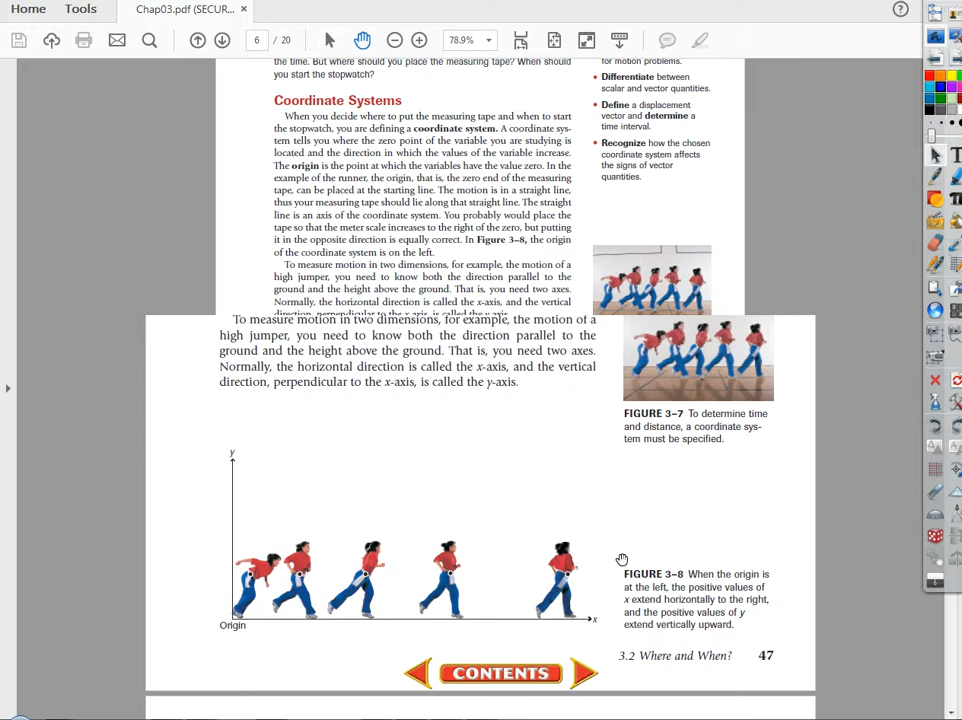 Home
Tools
Chap03.pdf (SECUR...
×
6 / 20
78.9%
the time. But where should you place the measuring tape? When should
you start the stopwatch?
Coordinate Systems
When you decide where to put the measuring tape and when to start
the stopwatch, you are defining a coordinate system. A coordinate sys-
tem tells you where the zero point of the variable you are studying is
located and the direction in which the values of the variable increase.
The origin is the point at which the variables have the value zero. In the
example of the runner, the origin, that is, the zero end of the measuring
tape, can be placed at the starting line. The motion is in a straight line,
thus your measuring tape should lie along that straight line. The straight
line is an axis of the coordinate system. You probably would place the
tape so that the meter scale increases to the right of the zero, but putting
it in the opposite direction is equally correct. In Figure 3–8, the origin
of the coordinate system is on the left.
To measure motion in two dimensions, for example, the motion of a
high jumper, you need to know both the direction parallel to the
ground and the height above the ground. That is, you need two axes.
Normally, the horizontal direction is called the x-axis, and the vertical
direction, perpendicular to the x-axis, is called the y-axis.
for motion problems.
• Differentiate between
scalar and vector quantities.
• Define a displacement
vector and determine a
time interval.
• Recognize how the chosen
coordinate system affects
the signs of vector
quantities.
To measure motion in two dimensions, for example, the motion of a
high jumper, you need to know both the direction parallel to the
ground and the height above the ground. That is, you need two axes.
Normally, the horizontal direction is called the x-axis, and the vertical
direction, perpendicular to the x-axis, is called the y-axis.
FIGURE 3–7 To determine time
and distance, a coordinate sys-
tem must be specified.
y
x
Origin
FIGURE 3–8 When the origin is
at the left, the positive values of
x extend horizontally to the right,
and the positive values of y
extend vertically upward.
3.2 Where and When? 47
CONTENTS